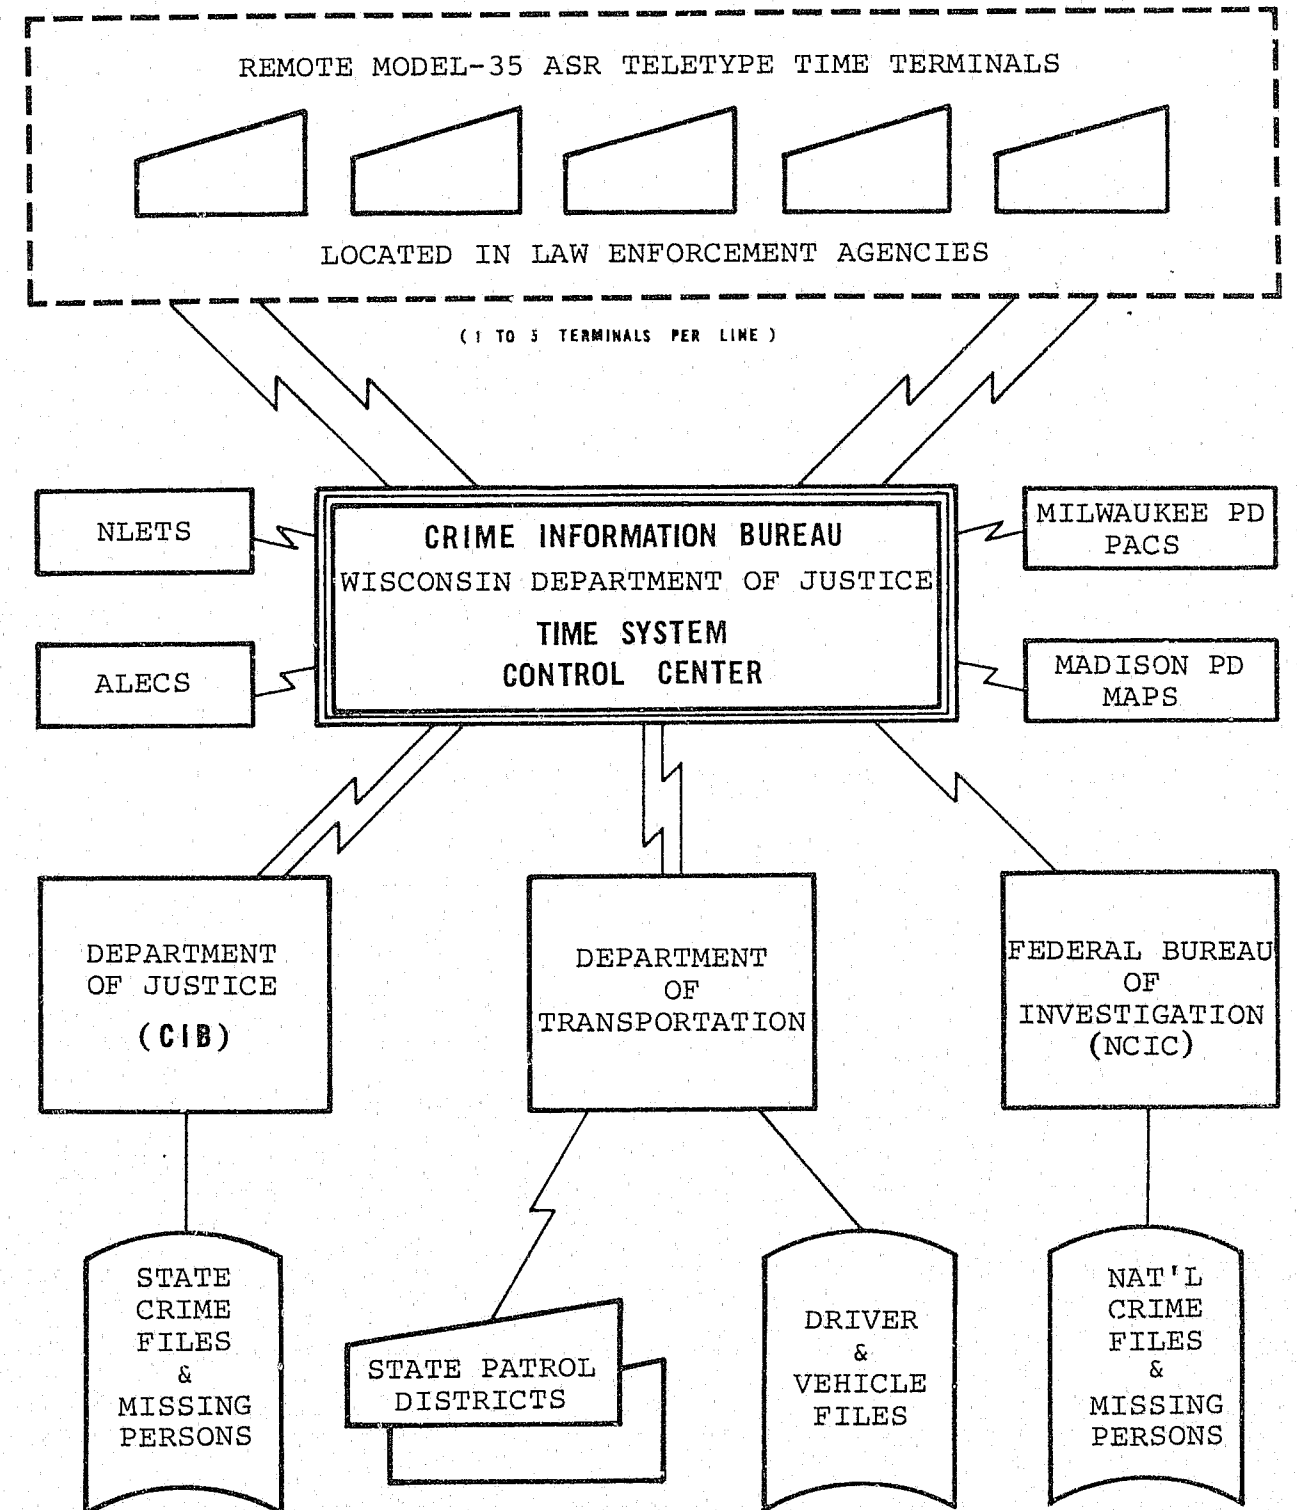 REMOTE MODEL-35 ASR TELETYPE TIME TERMINALS
LOCATED IN LAW ENFORCEMENT AGENCIES
( 1 TO 5 TERMINALS PER LINE )
NLETS
ALECS
CRIME INFORMATION BUREAU
WISCONSIN DEPARTMENT OF JUSTICE
TIME SYSTEM
CONTROL CENTER
MILWAUKEE PD
PACS
MADISON PD
MAPS
DEPARTMENT
OF JUSTICE
(CIB)
DEPARTMENT
OF
TRANSPORTATION
FEDERAL BUREAU
OF
INVESTIGATION
(NCIC)
STATE
CRIME
FILES
&
MISSING
PERSONS
STATE PATROL
DISTRICTS
DRIVER
&
VEHICLE
FILES
NAT'L
CRIME
FILES
&
MISSING
PERSONS